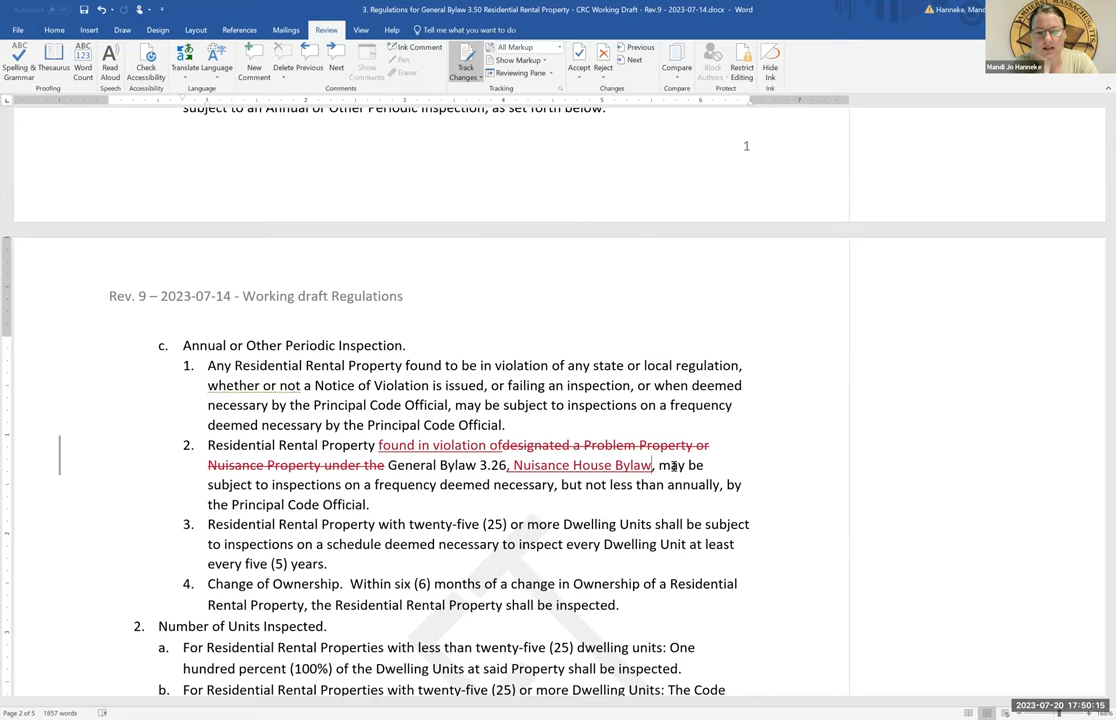 AutoSave
3. Regulations for General Bylaw 3.50 Residential Rental Property - CRC Working Draft - Rev.9 - 2023-07-14.docx - Word
Hanneke, Mand
File Home Insert Draw Design Layout References Mailings Review View Help Tell me what you want to do
Spelling & Grammar
Thesaurus
Word Count
Read Aloud
Check Accessibility
Translate
Language
New Comment
Delete
Previous
Next
Show Comments
Ink Comment
Pen
Eraser
Track Changes
All Markup
Show Markup
Reviewing Pane
Accept
Reject
Previous
Next
Compare
Block Authors
Restrict Editing
Hide Ink
Proofing Speech Accessibility Language Comments Tracking Changes Compare Protect Ink
Mandi Jo Hanneke
MASSACHUSETTS
subject to an Annual or Other Periodic Inspection, as set forth below.
1
Rev. 9 – 2023-07-14 - Working draft Regulations
c. Annual or Other Periodic Inspection.
1. Any Residential Rental Property found to be in violation of any state or local regulation,
whether or not a Notice of Violation is issued, or failing an inspection, or when deemed
necessary by the Principal Code Official, may be subject to inspections on a frequency
deemed necessary by the Principal Code Official.
2. Residential Rental Property found in violation ofdesignated a Problem Property or
Nuisance Property under the General Bylaw 3.26, Nuisance House Bylaw, may be
subject to inspections on a frequency deemed necessary, but not less than annually, by
the Principal Code Official.
3. Residential Rental Property with twenty-five (25) or more Dwelling Units shall be subject
to inspections on a schedule deemed necessary to inspect every Dwelling Unit at least
every five (5) years.
4. Change of Ownership. Within six (6) months of a change in Ownership of a Residential
Rental Property, the Residential Rental Property shall be inspected.
2. Number of Units Inspected.
a. For Residential Rental Properties with less than twenty-five (25) dwelling units: One
hundred percent (100%) of the Dwelling Units at said Property shall be inspected.
b. For Residential Rental Properties with twenty-five (25) or more Dwelling Units: The Code
Page 2 of 5 1857 words
2023-07-20 17:50:15